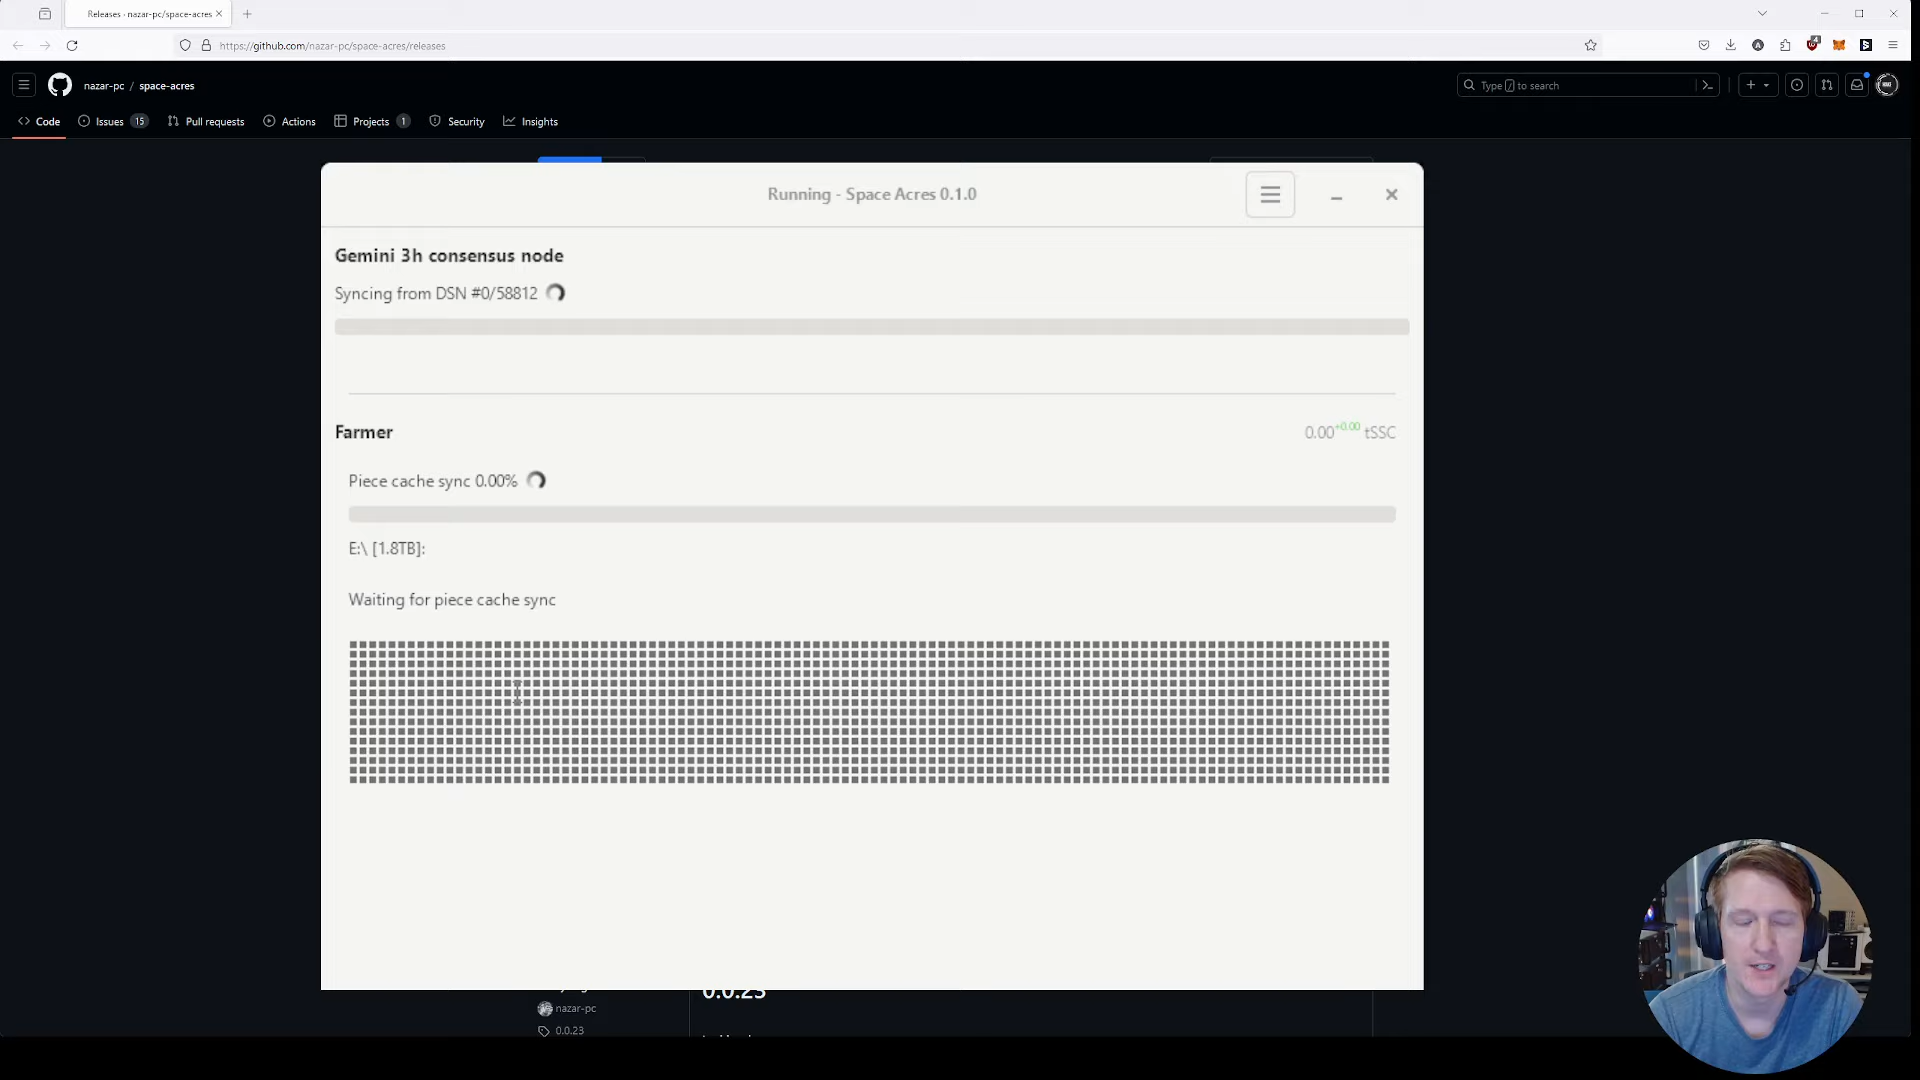 Releases · nazar-pc/space-acres
https://github.com/nazar-pc/space-acres/releases
nazar-pc / space-acres
Type / to search
Code
Issues 15
Pull requests
Actions
Projects 1
Security
Insights
Running - Space Acres 0.1.0
Gemini 3h consensus node
Syncing from DSN #0/58812
Farmer
0.00+0.00 tSSC
Piece cache sync 0.00%
E:\ [1.8TB]:
Waiting for piece cache sync
0.0.23
nazar-pc
0.0.23